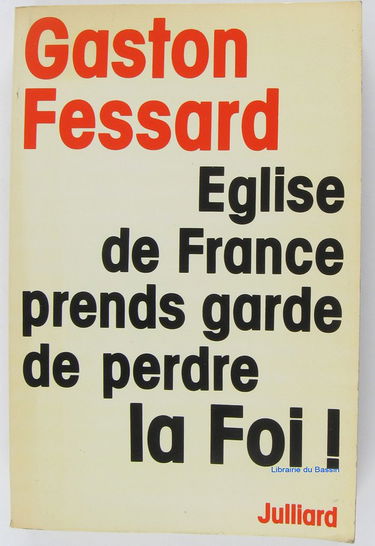 Gaston
Fessard
Eglise
de France
prends garde
de perdre
la Foi !
Librairie du Bassin
Julliard